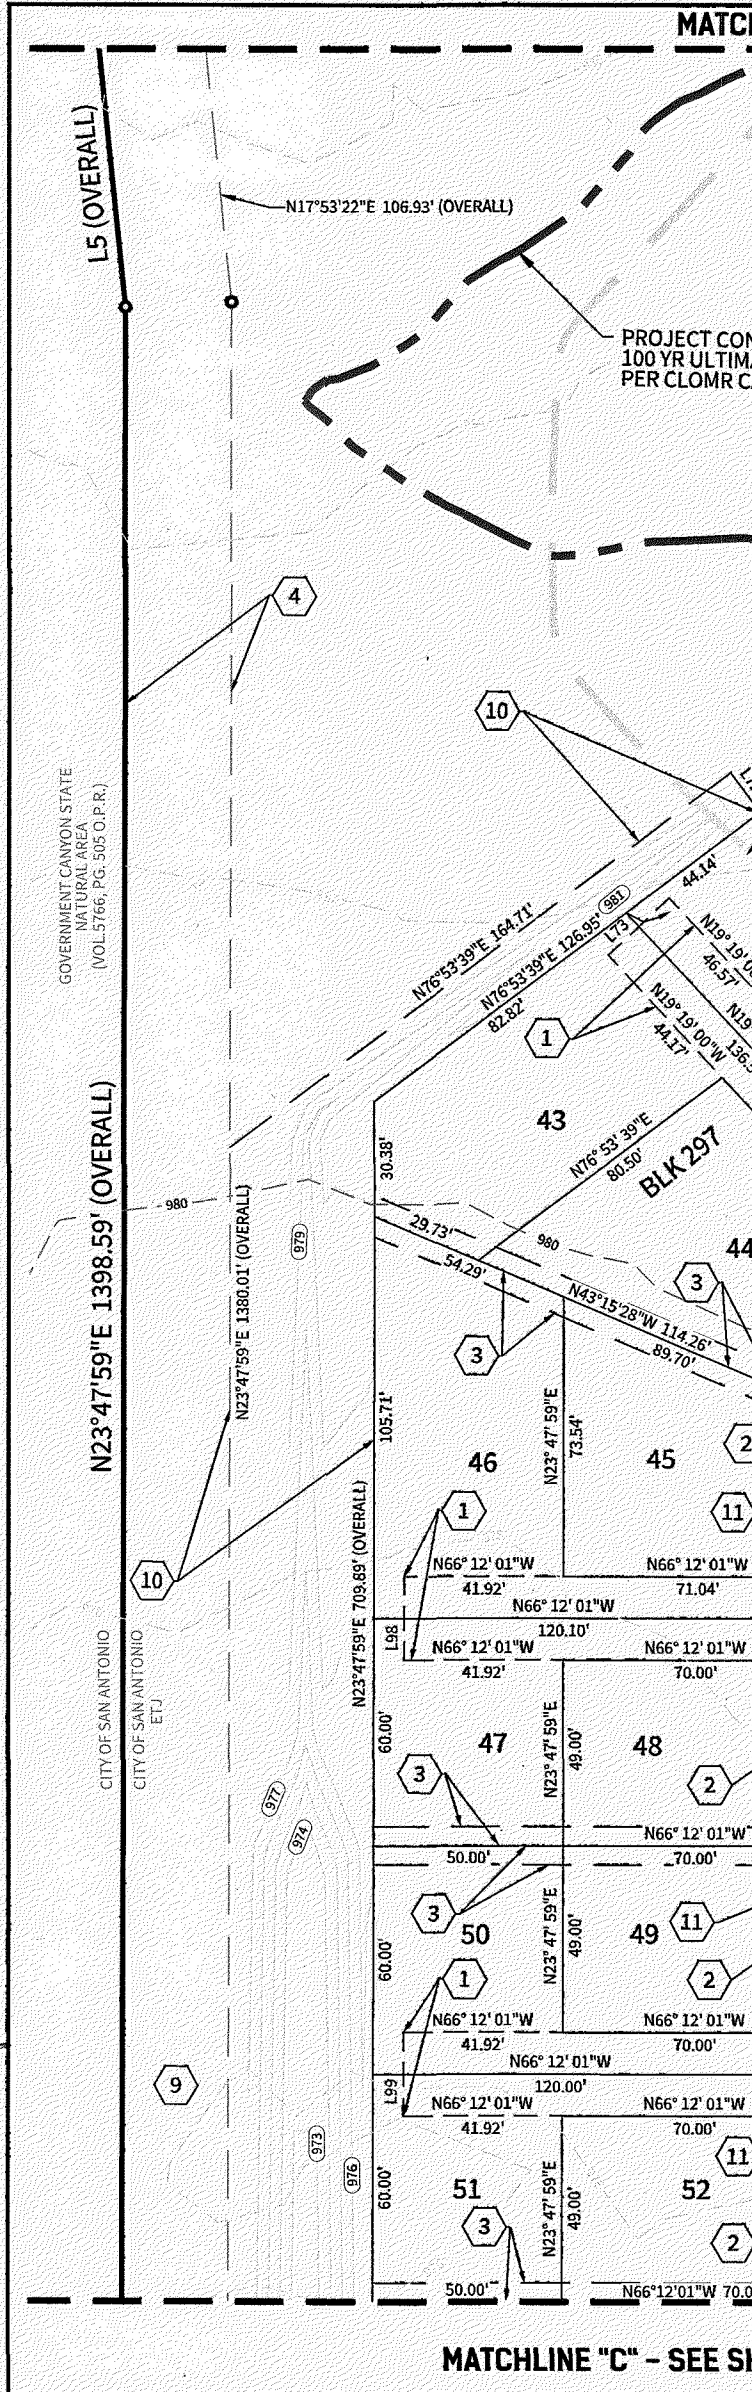 MATCH
L5 (OVERALL)
N17°53'22"E 106.93' (OVERALL)
PROJECT CON
100 YR ULTIMA
PER CLOMR CA
4
10
GOVERNMENT CANYON STATE
NATURAL AREA
(VOL.5766, PG. 505 O.P.R.)
44.14'
981
N76°53'39"E 164.71'
N76°53'39"E 126.95'
82.82'
L73
N19°19'00
46.57'
N19
136.5
N19°19'00"W
44.17'
1
43
N76°53'39"E
80.50'
BLK 297
30.38'
980
N23°47'59"E 1398.59' (OVERALL)
N23°47'59"E 1380.01' (OVERALL)
979
29.73'
54.29'
980
44
3
N43°15'28"W 114.26'
89.70'
3
105.71'
N23°47'59"E
73.54'
46
45
2
1
11
N23°47'59"E 709.89' (OVERALL)
10
N66°12'01"W
41.92'
N66°12'01"W
71.04'
N66°12'01"W
120.10'
L98
N66°12'01"W
41.92'
N66°12'01"W
70.00'
CITY OF SAN ANTONIO
CITY OF SAN ANTONIO
ETJ
60.00'
47
N23°47'59"E
49.00'
48
3
2
977
974
N66°12'01"W
50.00'
70.00'
3
50
60.00'
N23°47'59"E
49.00'
49
11
1
2
N66°12'01"W
41.92'
N66°12'01"W
70.00'
N66°12'01"W
120.00'
9
L99
N66°12'01"W
41.92'
N66°12'01"W
70.00'
973
976
60.00'
51
N23°47'59"E
49.00'
52
11
3
2
50.00'
N66°12'01"W 70.0
MATCHLINE "C" – SEE SH